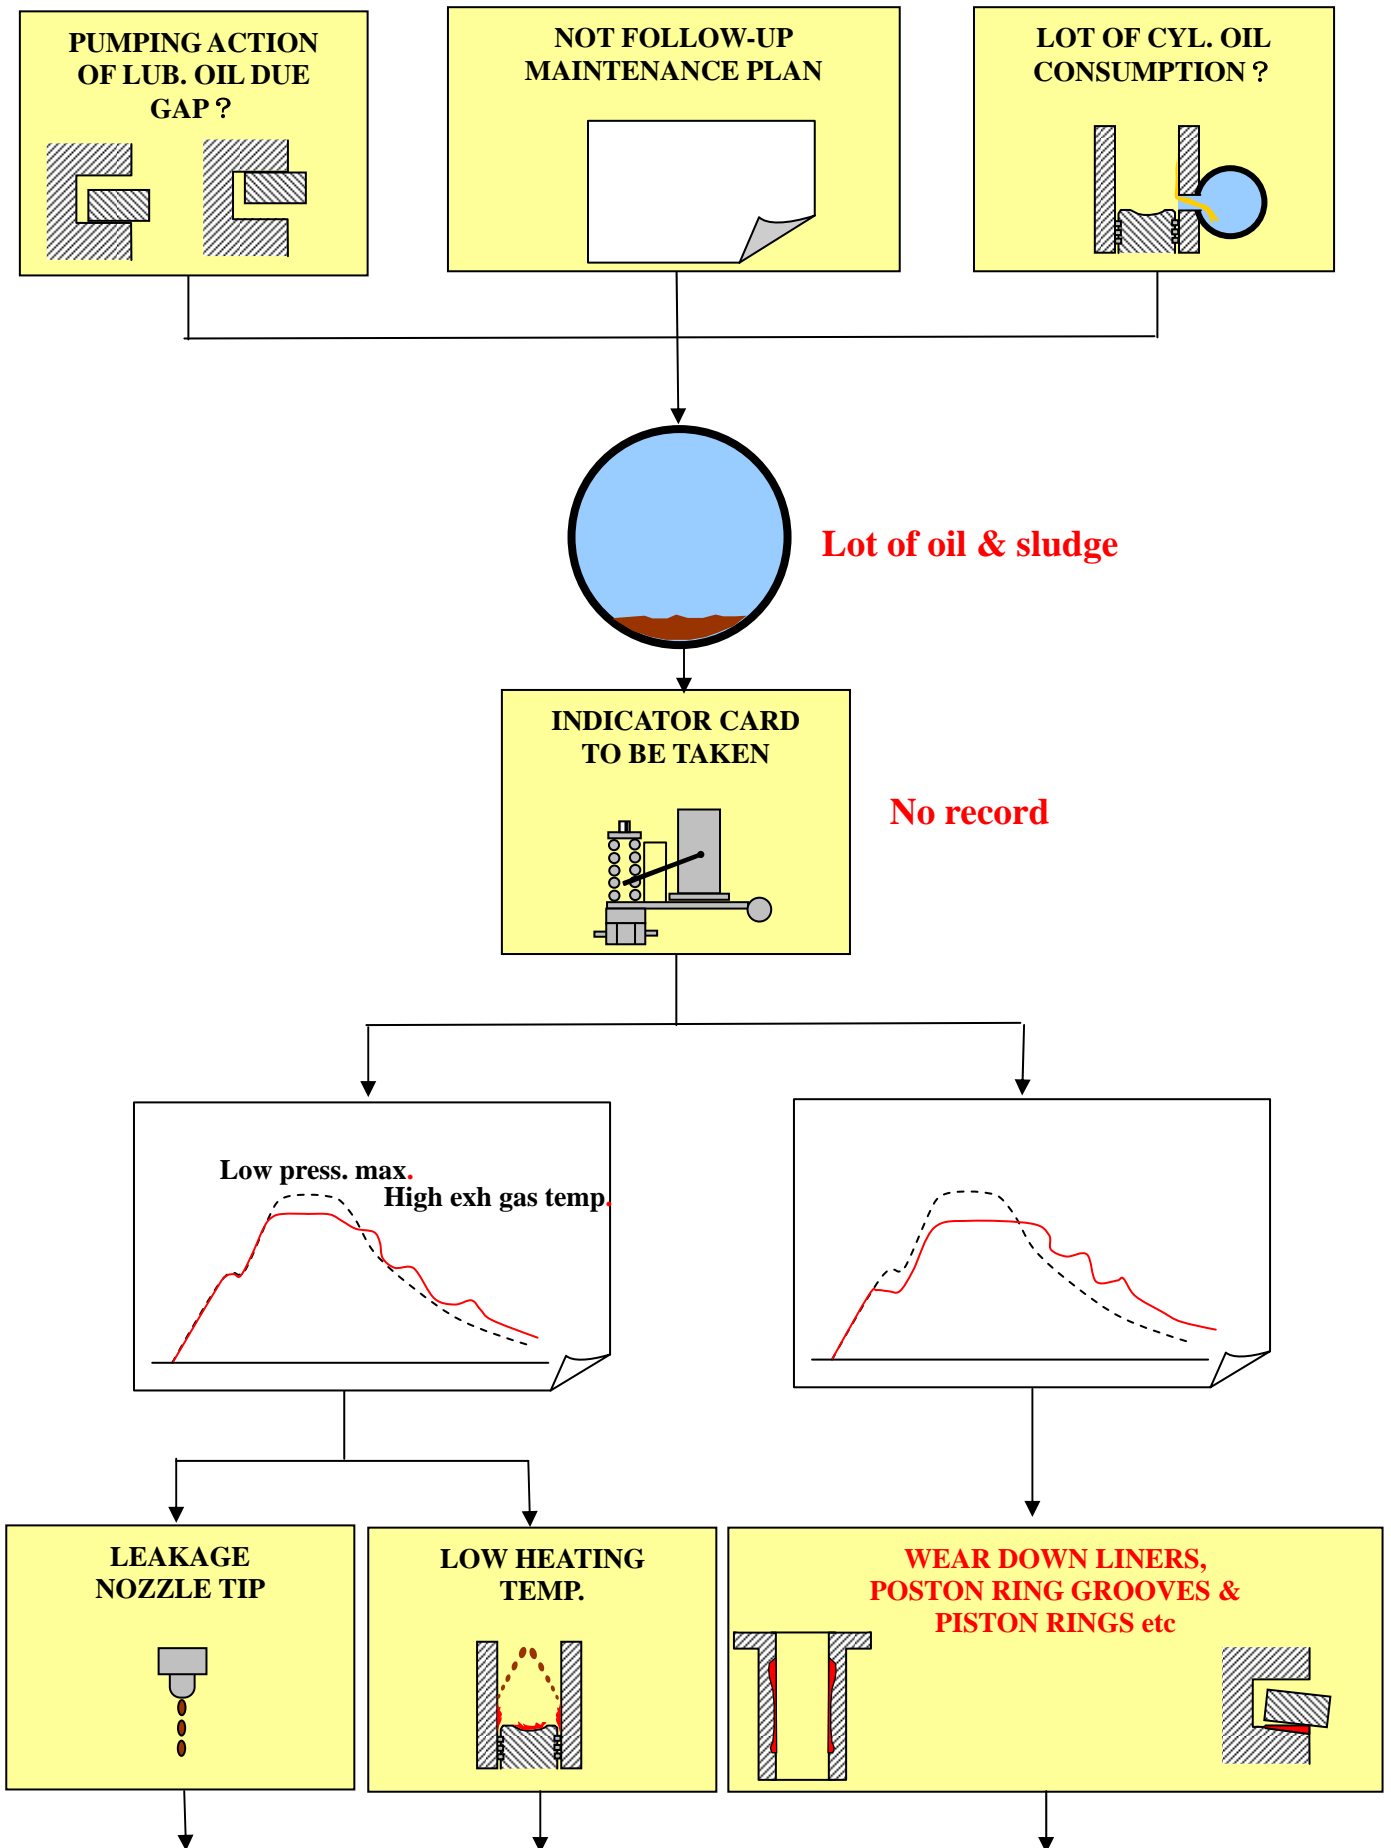 PUMPING ACTION
OF LUB. OIL DUE
GAP？
NOT FOLLOW-UP
MAINTENANCE PLAN
LOT OF CYL. OIL
CONSUMPTION？
Lot of oil & sludge
INDICATOR CARD
TO BE TAKEN
No record
Low press. max.
High exh gas temp.
LEAKAGE
NOZZLE TIP
LOW HEATING
TEMP.
WEAR DOWN LINERS,
POSTON RING GROOVES &
PISTON RINGS etc